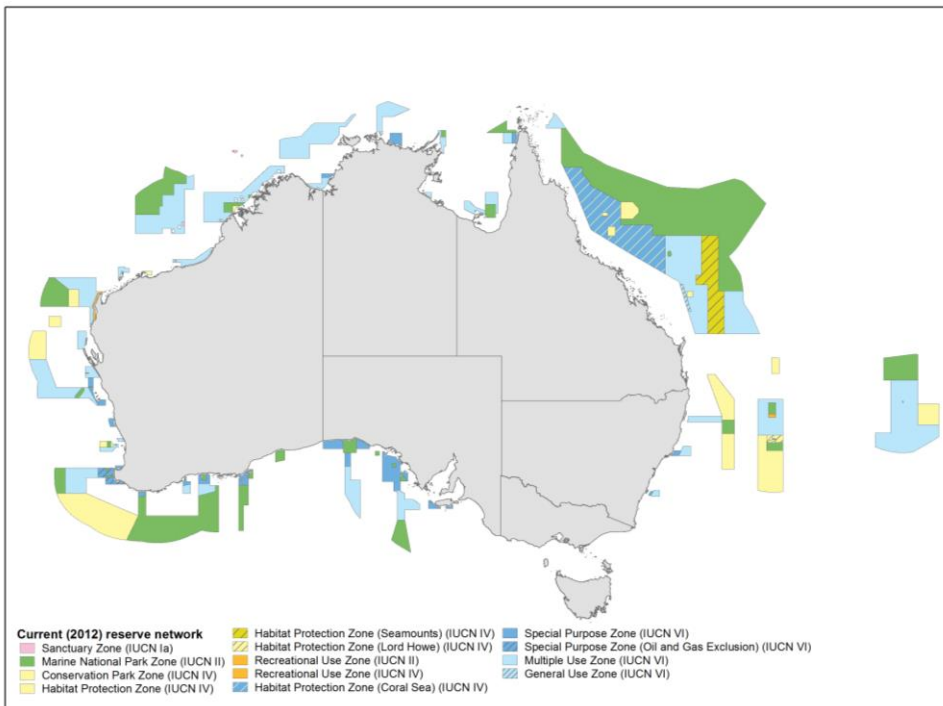 Current (2012) reserve network
Sanctuary Zone (IUCN Ia)
Marine National Park Zone (IUCN II)
Conservation Park Zone (IUCN IV)
Habitat Protection Zone (IUCN IV)
Habitat Protection Zone (Seamounts) (IUCN IV)
Habitat Protection Zone (Lord Howe) (IUCN IV)
Recreational Use Zone (IUCN II)
Recreational Use Zone (IUCN IV)
Habitat Protection Zone (Coral Sea) (IUCN IV)
Special Purpose Zone (IUCN VI)
Special Purpose Zone (Oil and Gas Exclusion) (IUCN VI)
Multiple Use Zone (IUCN VI)
General Use Zone (IUCN VI)